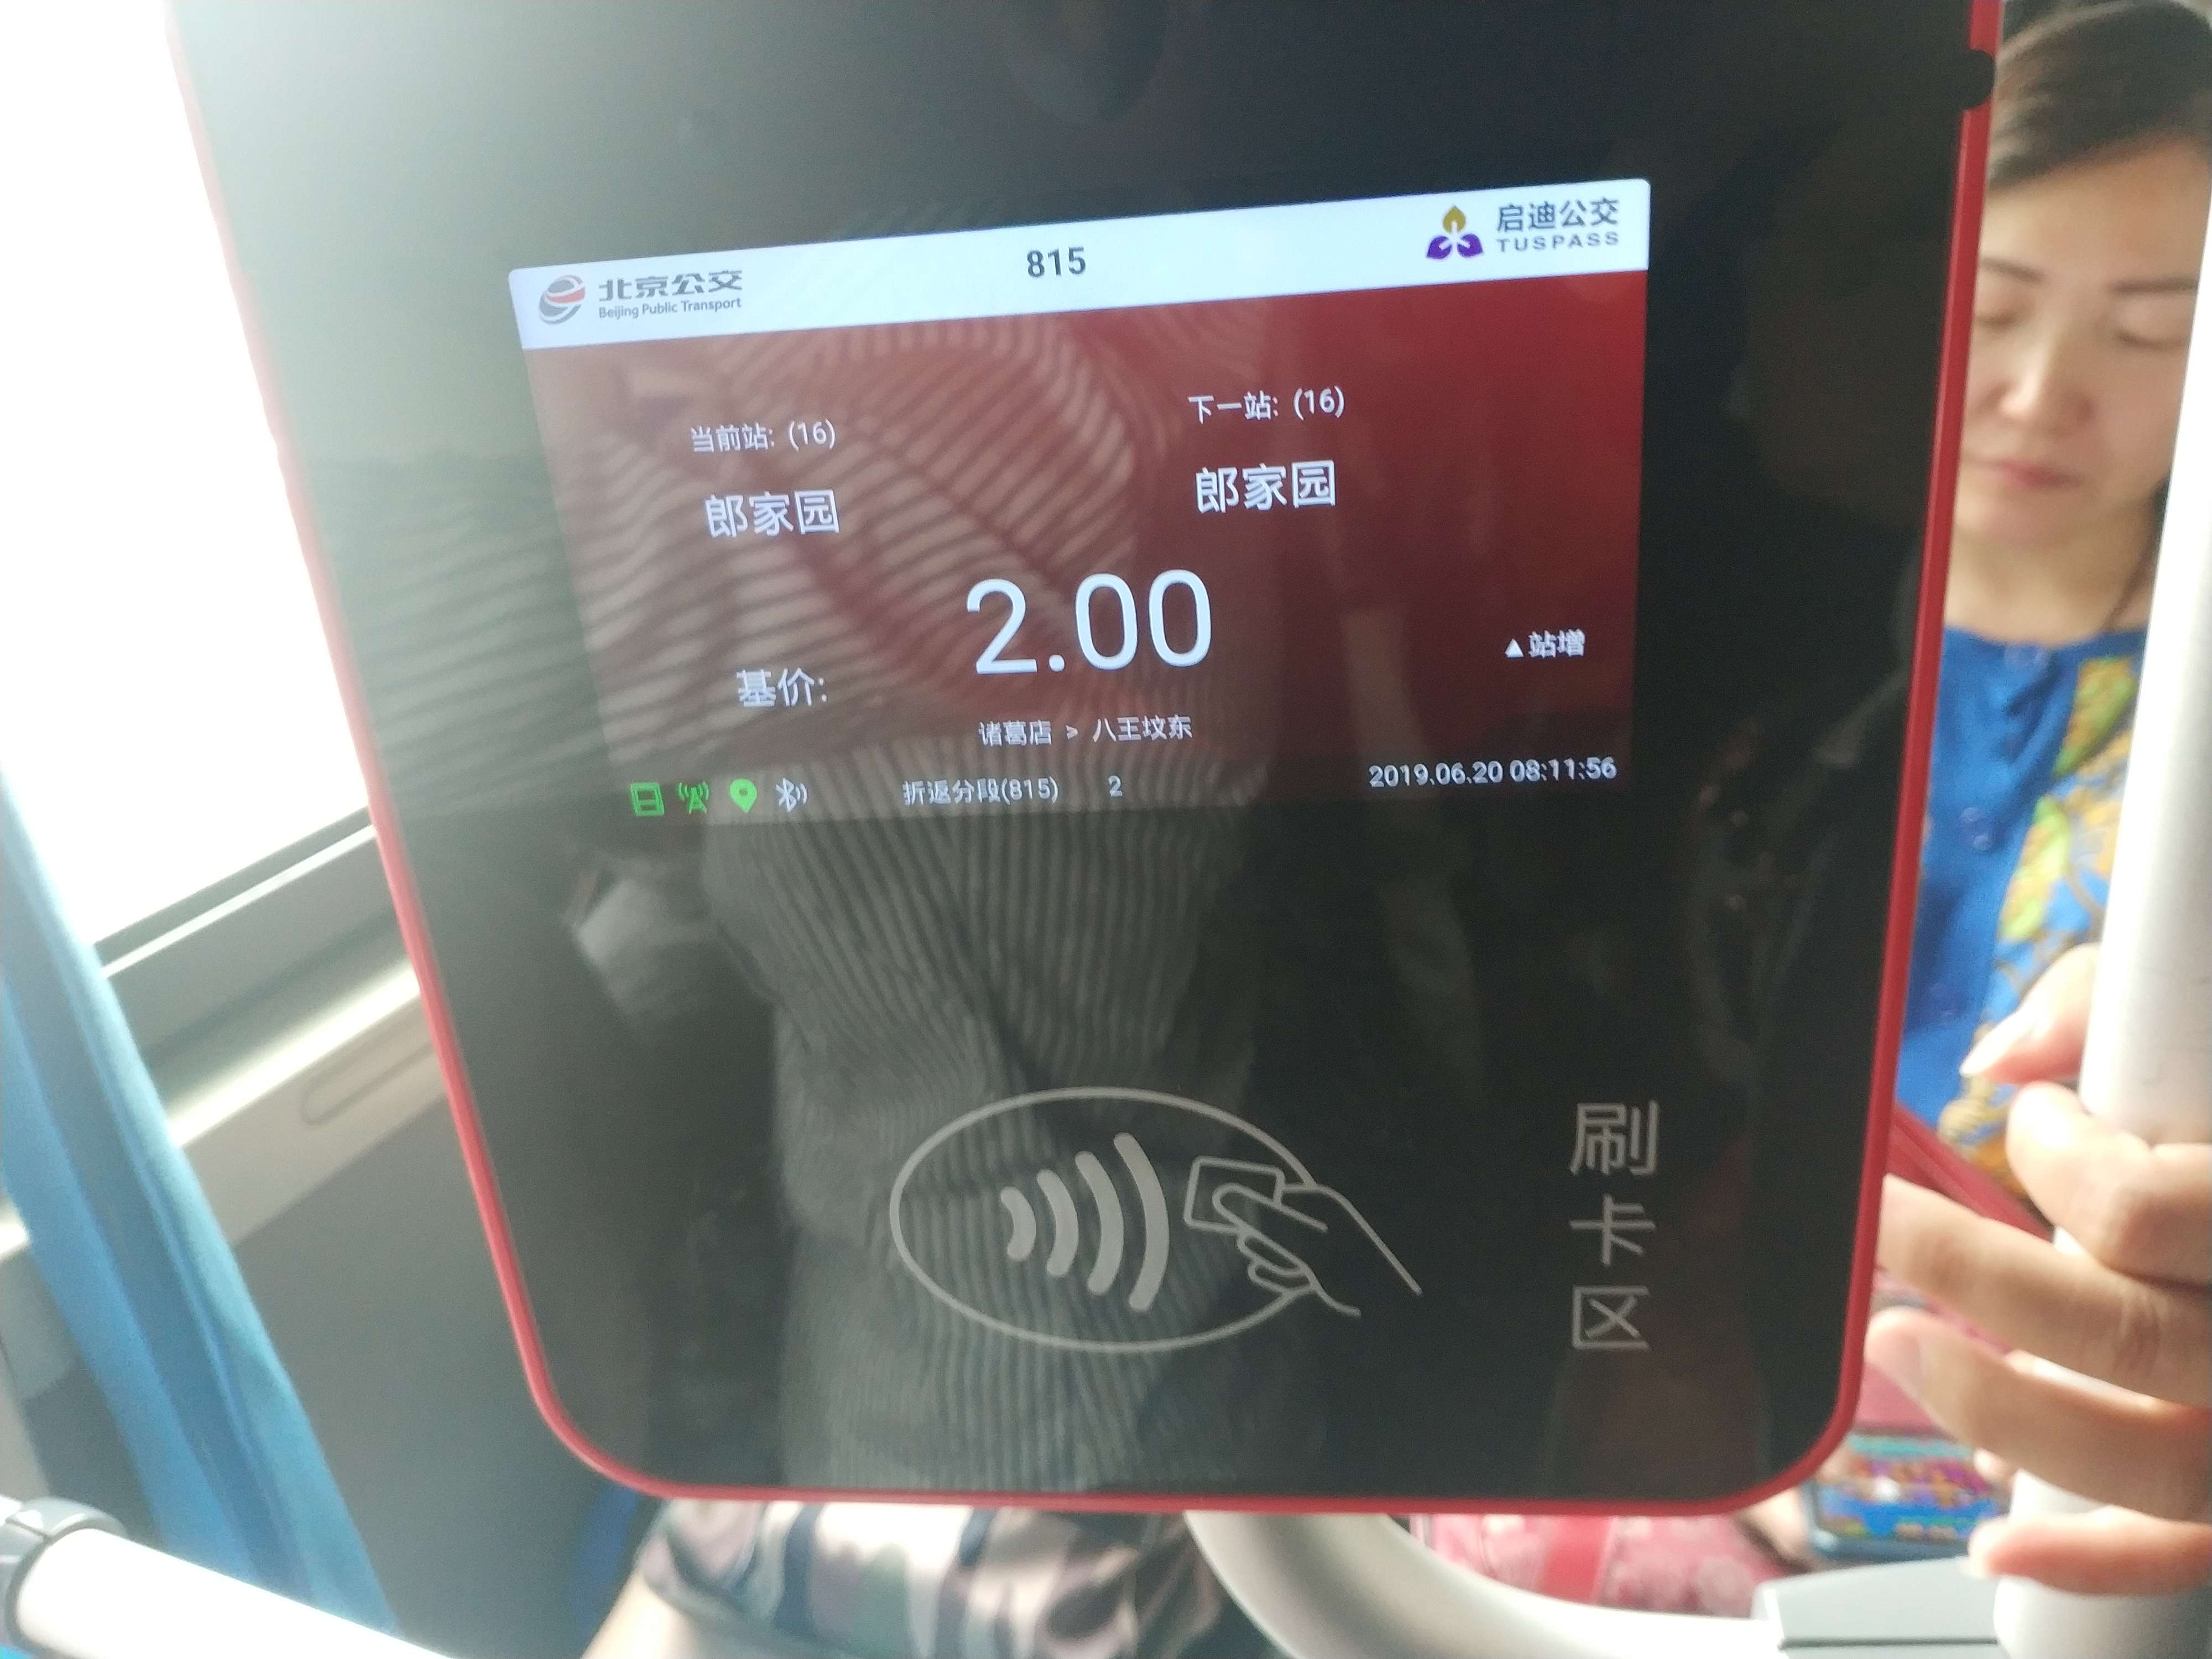 北京公交
Beijing Public Transport
815
启迪公交
TUSPASS
当前站: (16)
下一站: (16)
郎家园
郎家园
基价:
2.00
▲站增
诸葛店 > 八王坟东
折返分段(815) 2
2019.06.20 08:11:56
刷卡区